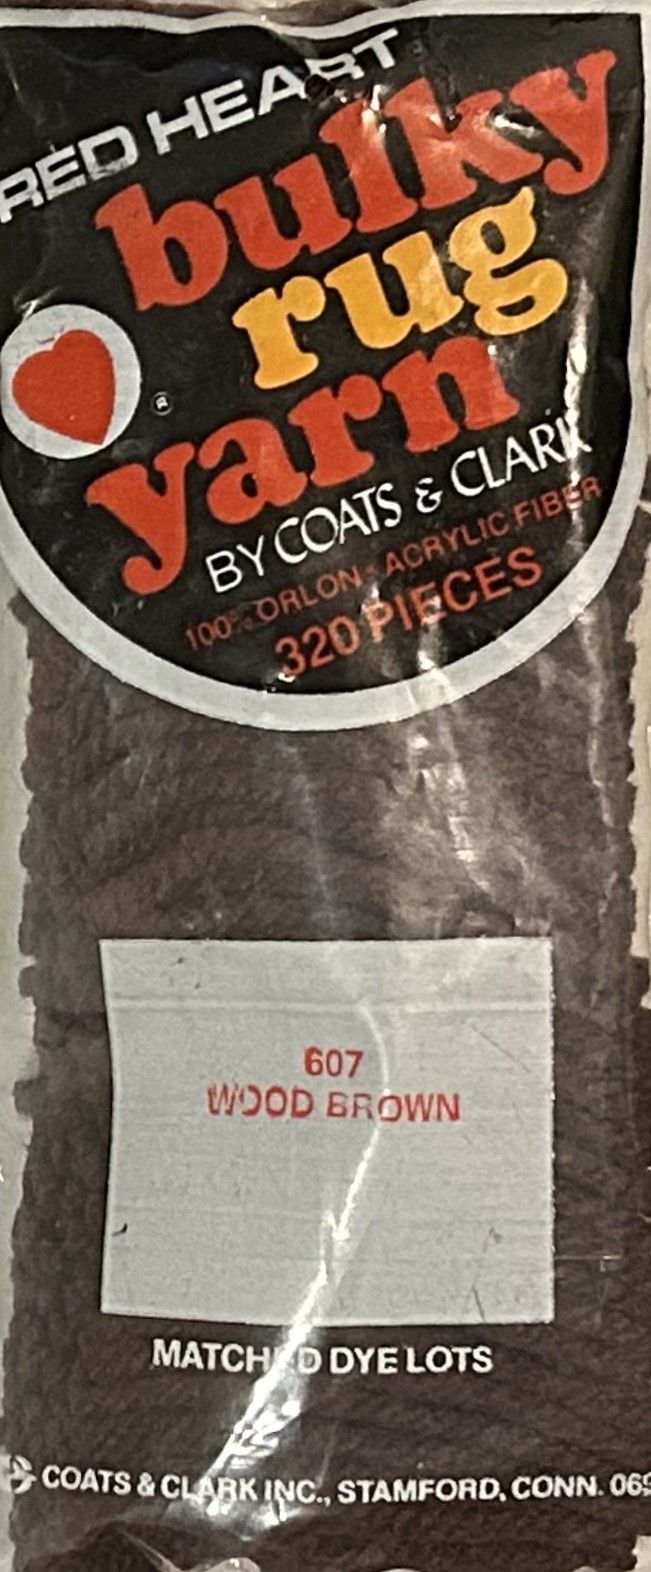 RED HEART
bulky
rug
yarn
®
BY COATS & CLARK
100% ORLON® ACRYLIC FIBER
320 PIECES
607
WOOD BROWN
MATCHED DYE LOTS
COATS & CLARK INC., STAMFORD, CONN. 069